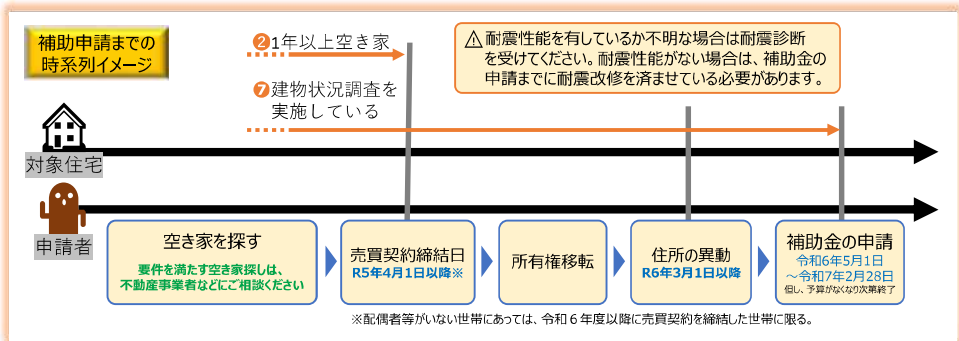 補助申請までの
時系列イメージ
❷1年以上空き家
❼建物状況調査を
実施している
⚠耐震性能を有しているか不明な場合は耐震診断
を受けてください。耐震性能がない場合は、補助金の
申請までに耐震改修を済ませている必要があります。
対象住宅
申請者
空き家を探す
要件を満たす空き家探しは、
不動産事業者などにご相談ください
売買契約締結日
R5年4月1日以降※
所有権移転
住所の異動
R6年3月1日以降
補助金の申請
令和6年5月1日
～令和7年2月28日
但し、予算がなくなり次第終了
※配偶者等がいない世帯にあっては、令和６年度以降に売買契約を締結した世帯に限る。